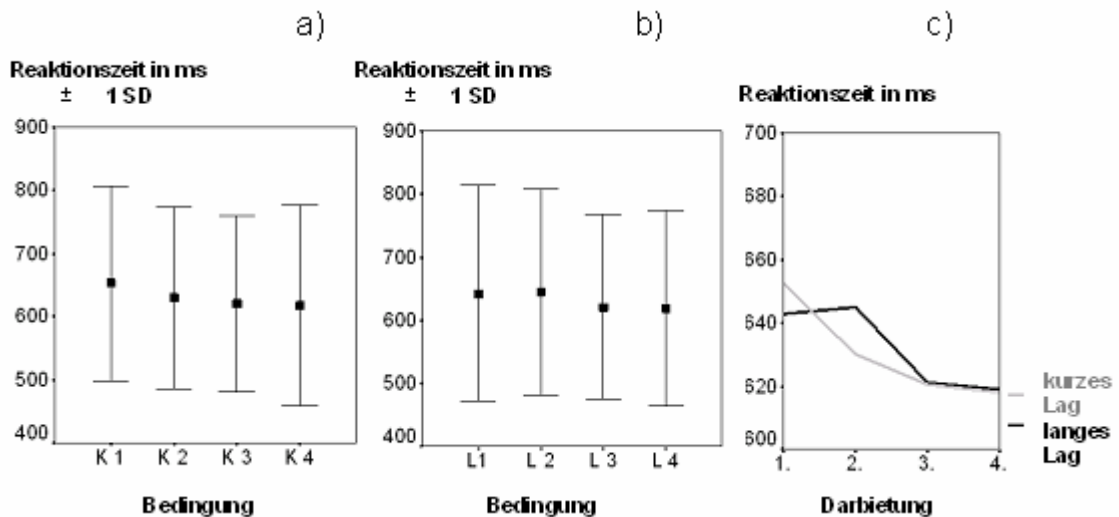 a)
Reaktionszeit in ms
± 1 SD
900
800
700
600
500
400
K 1 K 2 K 3 K 4
Bedingung
b)
Reaktionszeit in ms
± 1 SD
900
800
700
600
500
400
L1 L 2 L 3 L 4
Bedingung
c)
Reaktionszeit in ms
700
680
660
640
620
600
1. 2. 3. 4.
Darbietung
kurzes
Lag
langes
Lag